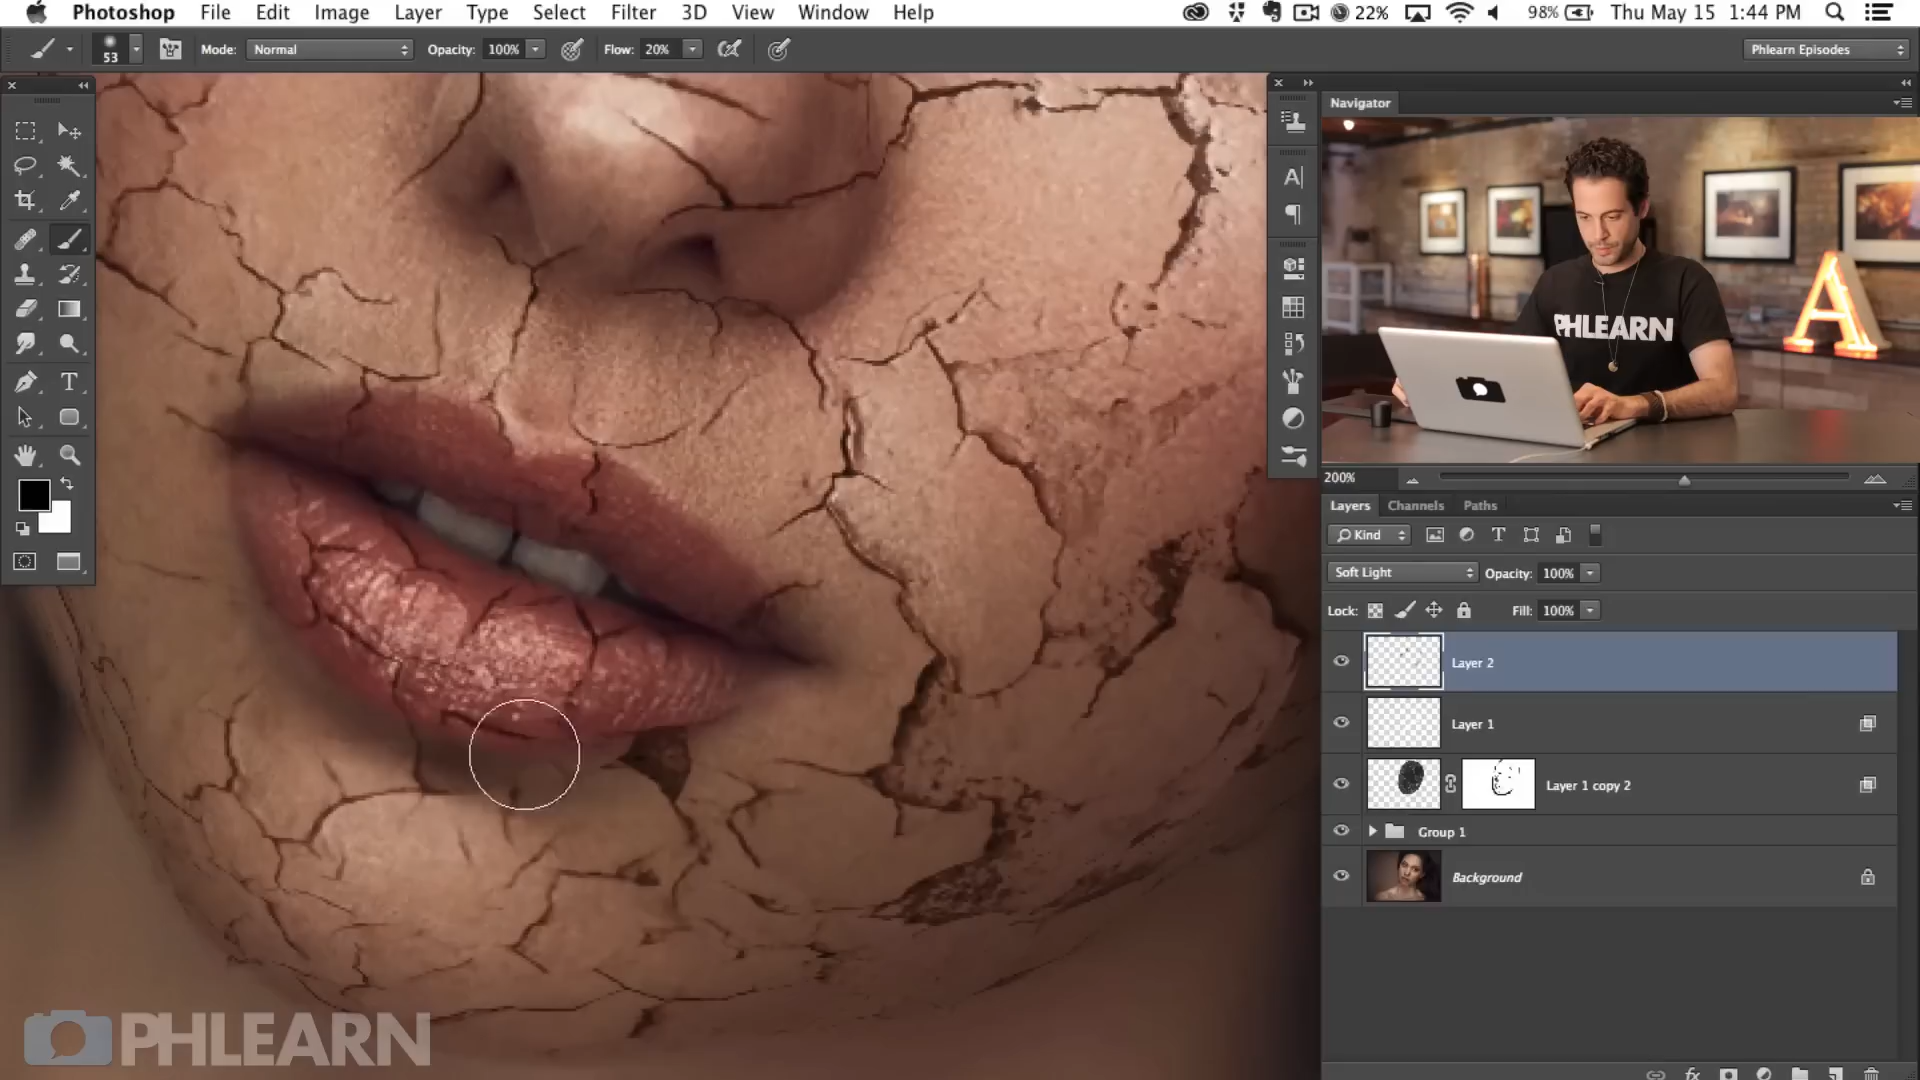 Photoshop File Edit Image Layer Type Select Filter 3D View Window Help 22% 98% Thu May 15 1:44 PM
53 Mode: Normal Opacity: 100% Flow: 20% Phlearn Episodes
Navigator
PHLEARN
A
200%
Layers Channels Paths
Kind
Soft Light Opacity: 100%
Lock: Fill: 100%
Layer 2
Layer 1
Layer 1 copy 2
Group 1
Background
PHLEARN